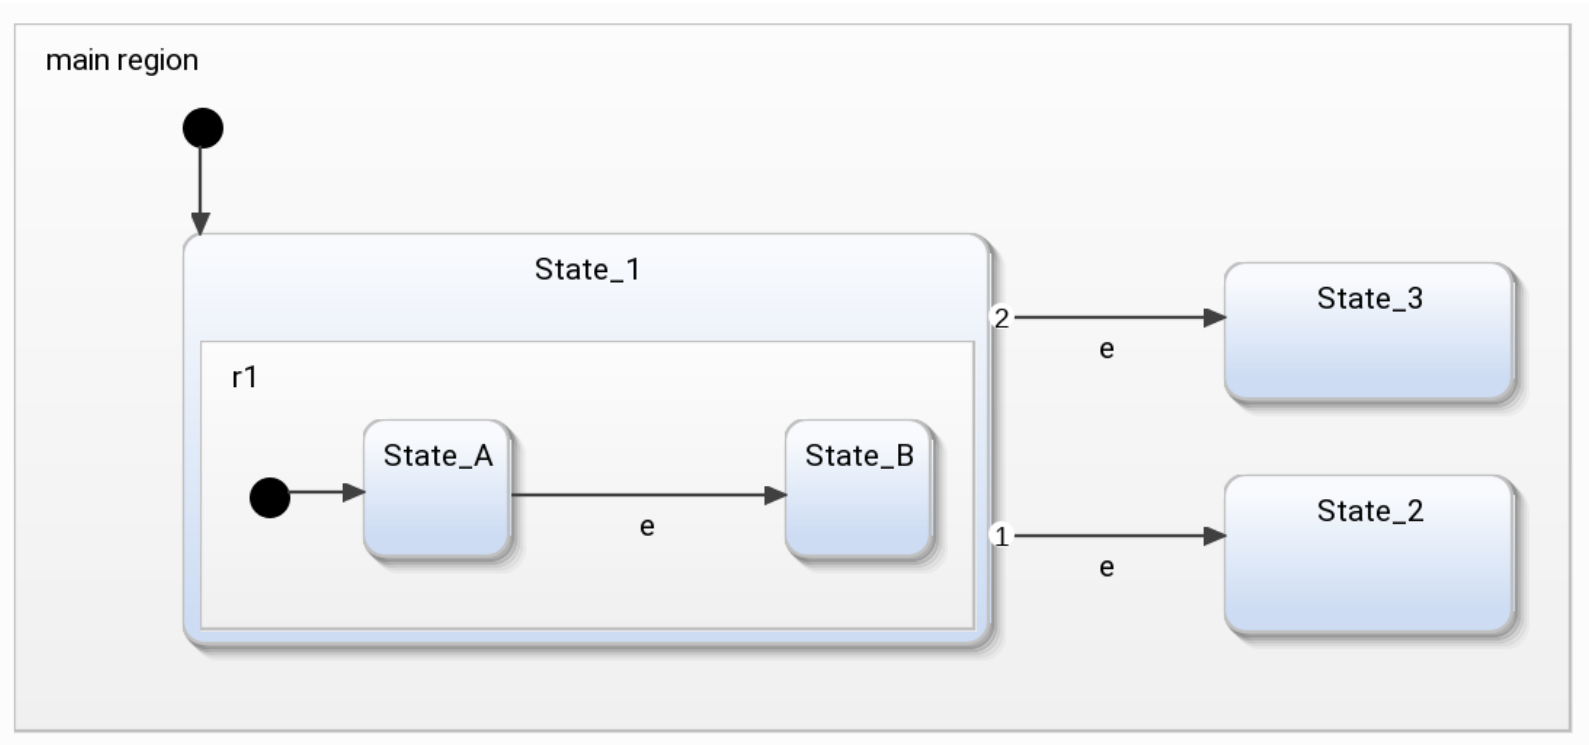 main region
State_1
2
State_3
e
r1
State_A
State_B
e
1
State_2
e